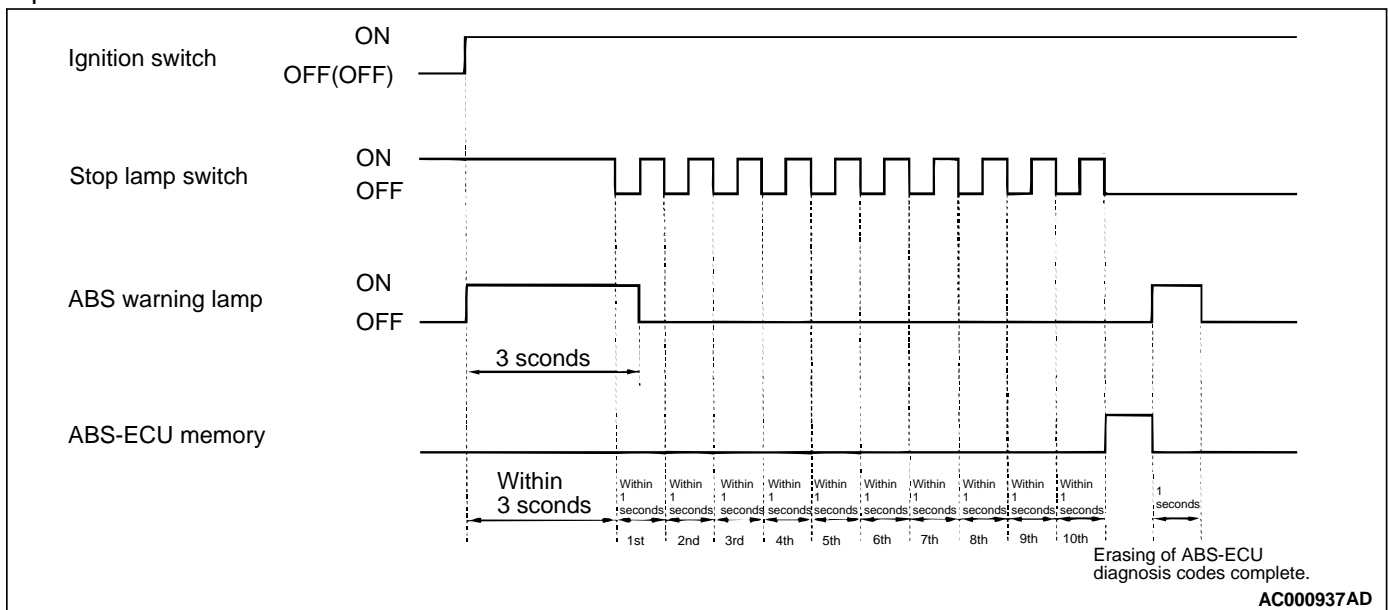 ON
Ignition switch
OFF(OFF)
ON
Stop lamp switch
OFF
ON
ABS warning lamp
OFF
3 sconds
ABS-ECU memory
Within
3 sconds
Within 1 seconds
Within 1 seconds
Within 1 seconds
Within 1 seconds
Within 1 seconds
Within 1 seconds
Within 1 seconds
Within 1 seconds
Within 1 seconds
Within 1 seconds
1 seconds
1st 2nd 3rd 4th 5th 6th 7th 8th 9th 10th
Erasing of ABS-ECU
diagnosis codes complete.
AC000937AD